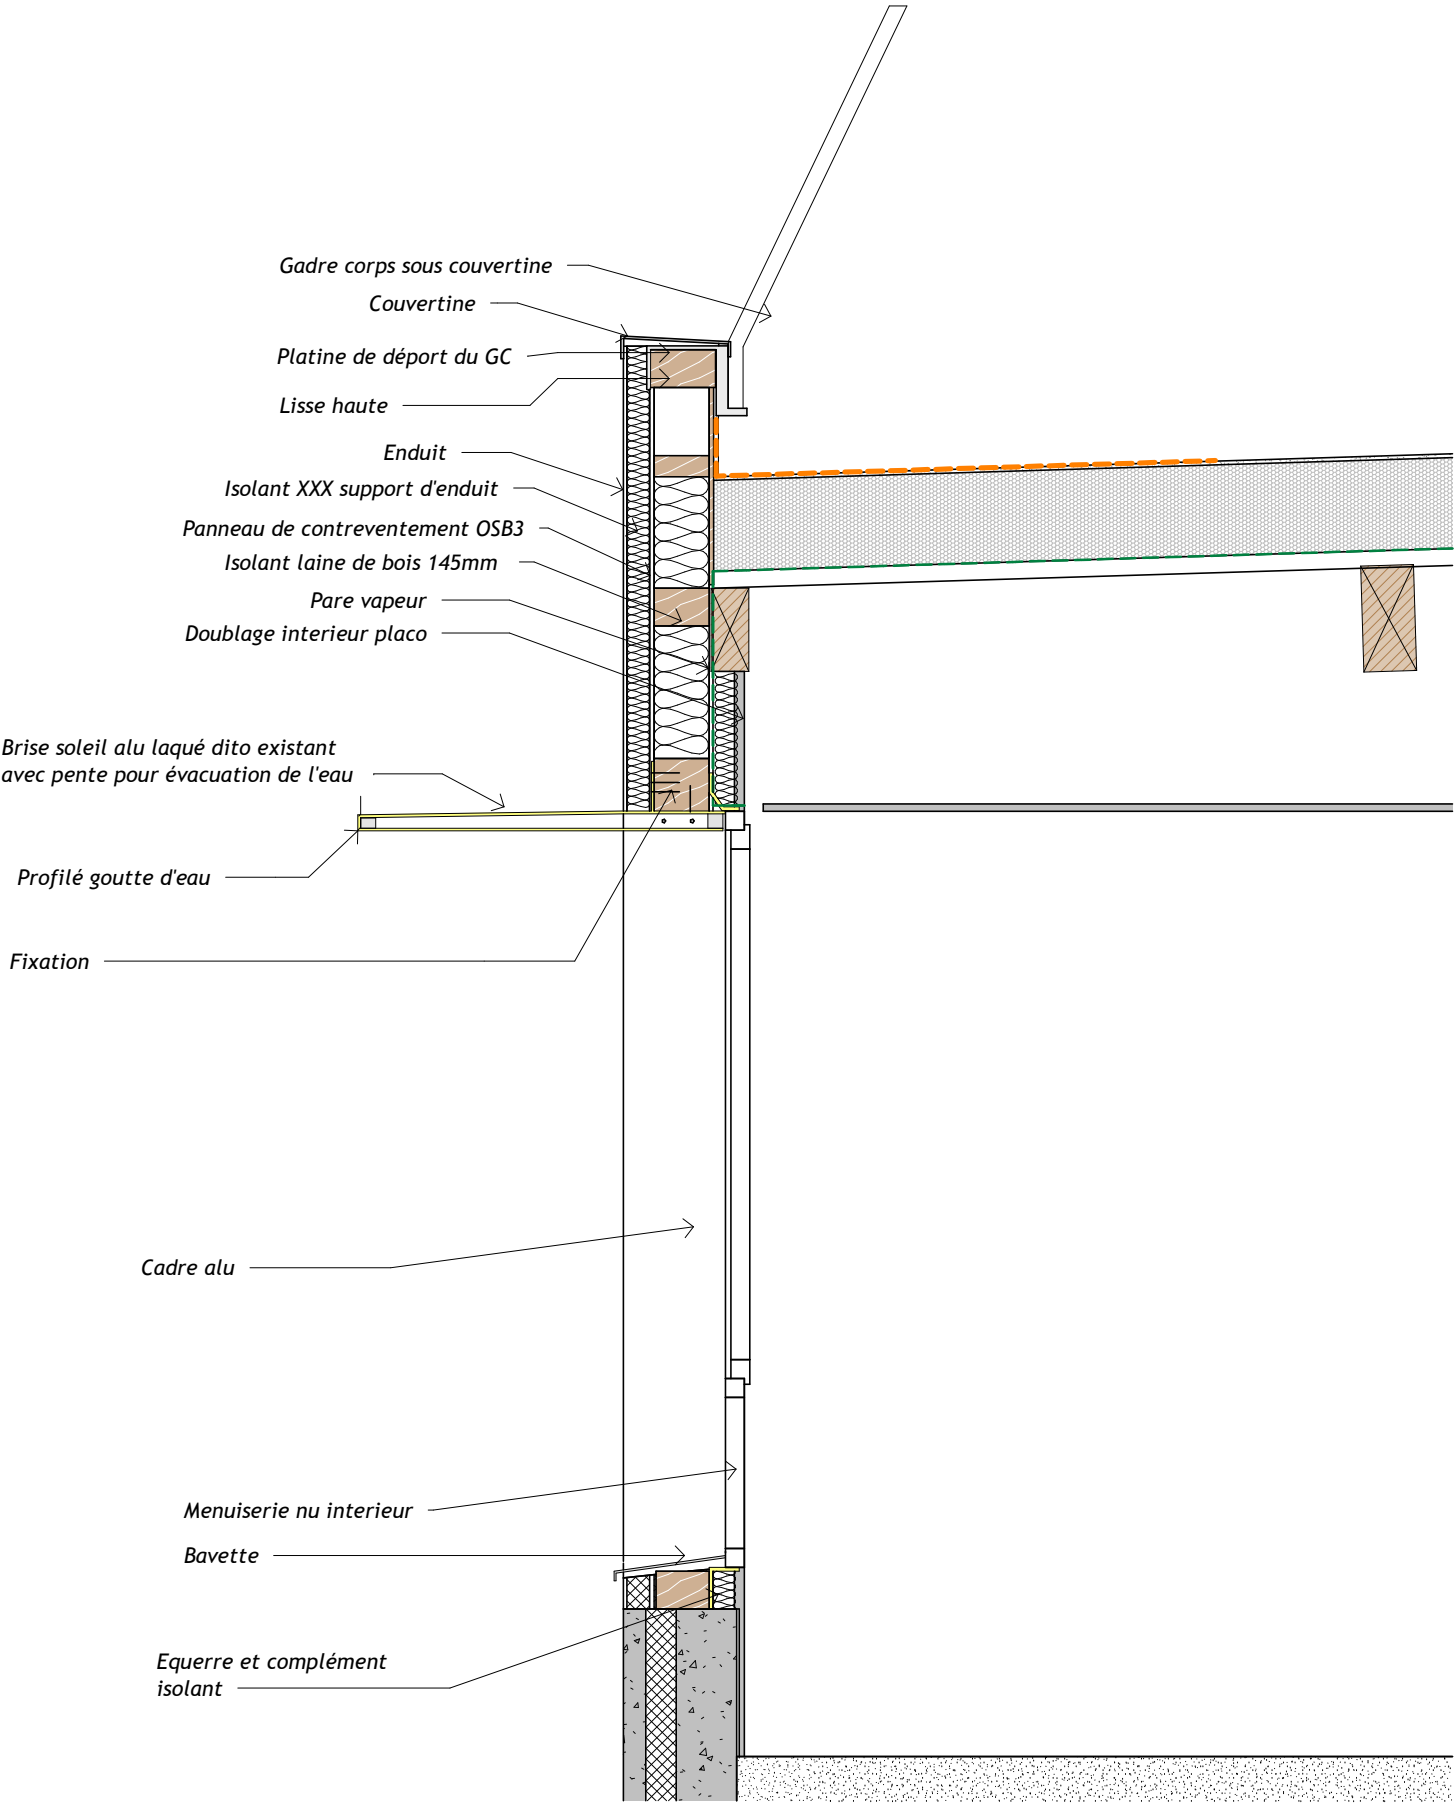 Gadre corps sous couvertine
Couvertine
Platine de déport du GC
Lisse haute
Enduit
Isolant XXX support d'enduit
Panneau de contreventement OSB3
Isolant laine de bois 145mm
Pare vapeur
Doublage interieur placo
Brise soleil alu laqué dito existant
avec pente pour évacuation de l'eau
Profilé goutte d'eau
Fixation
Cadre alu
Menuiserie nu interieur
Bavette
Equerre et complément
isolant